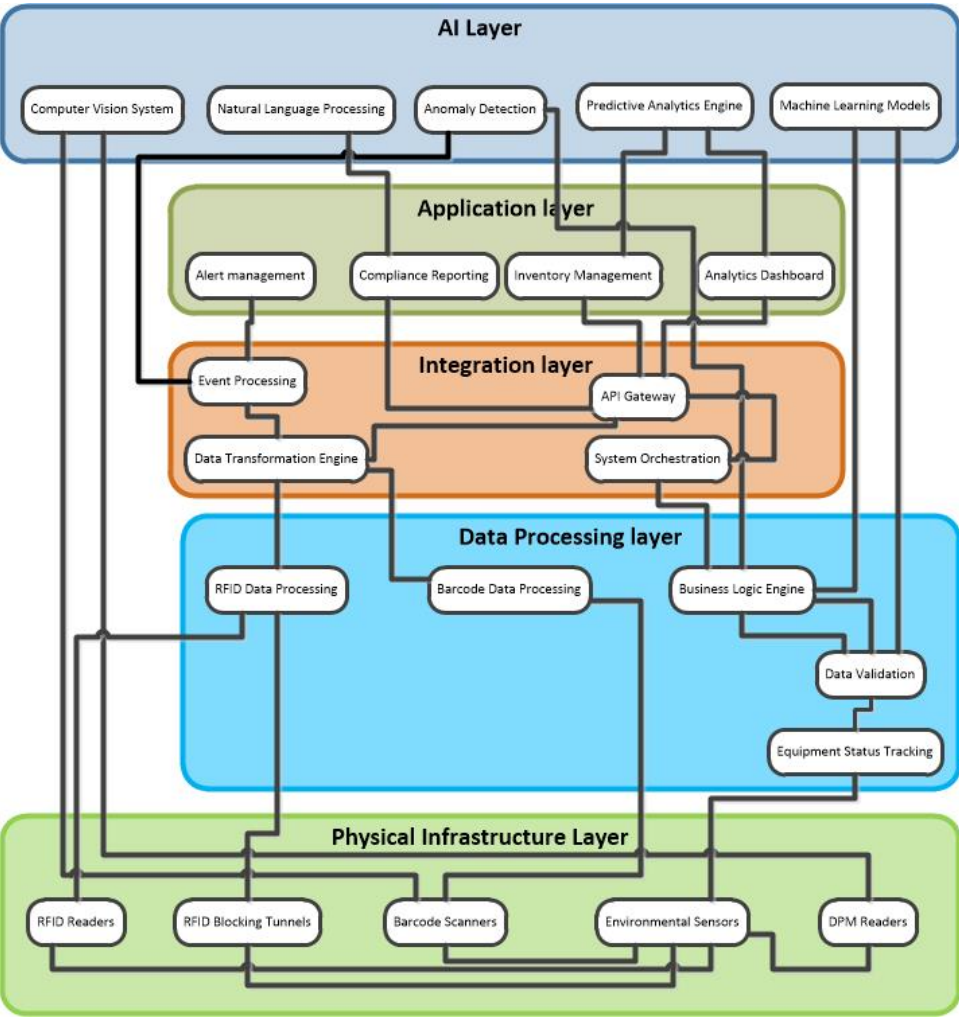 AI Layer
Computer Vision System
Natural Language Processing
Anomaly Detection
Predictive Analytics Engine
Machine Learning Models
Application layer
Alert management
Compliance Reporting
Inventory Management
Analytics Dashboard
Integration layer
Event Processing
API Gateway
Data Transformation Engine
System Orchestration
Data Processing layer
RFID Data Processing
Barcode Data Processing
Business Logic Engine
Data Validation
Equipment Status Tracking
Physical Infrastructure Layer
RFID Readers
RFID Blocking Tunnels
Barcode Scanners
Environmental Sensors
DPM Readers